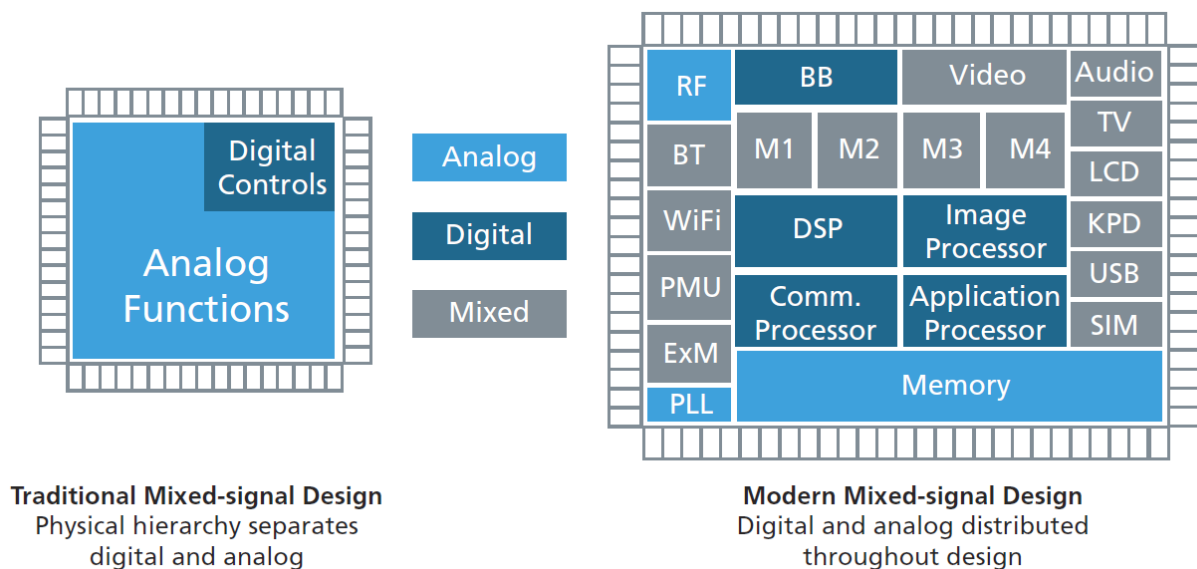 Digital
Controls
Analog
Functions
Analog
Digital
Mixed
RF
BB
Video
Audio
BT
M1
M2
M3
M4
TV
LCD
WiFi
DSP
Image
Processor
KPD
PMU
Comm.
Processor
Application
Processor
USB
SIM
ExM
PLL
Memory
Traditional Mixed-signal Design
Physical hierarchy separates
digital and analog
Modern Mixed-signal Design
Digital and analog distributed
throughout design